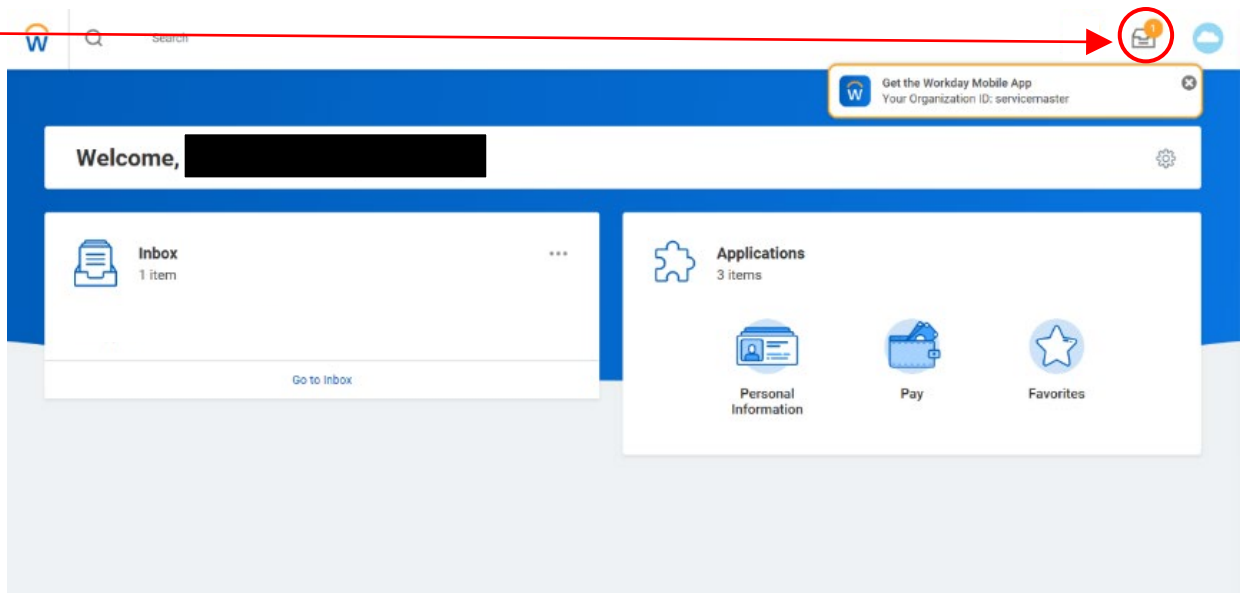 W
Search
1
W
Get the Workday Mobile App
Your Organization ID: servicemaster
Welcome,
Inbox
1 item
Go to Inbox
Applications
3 items
Personal
Information
Pay
Favorites